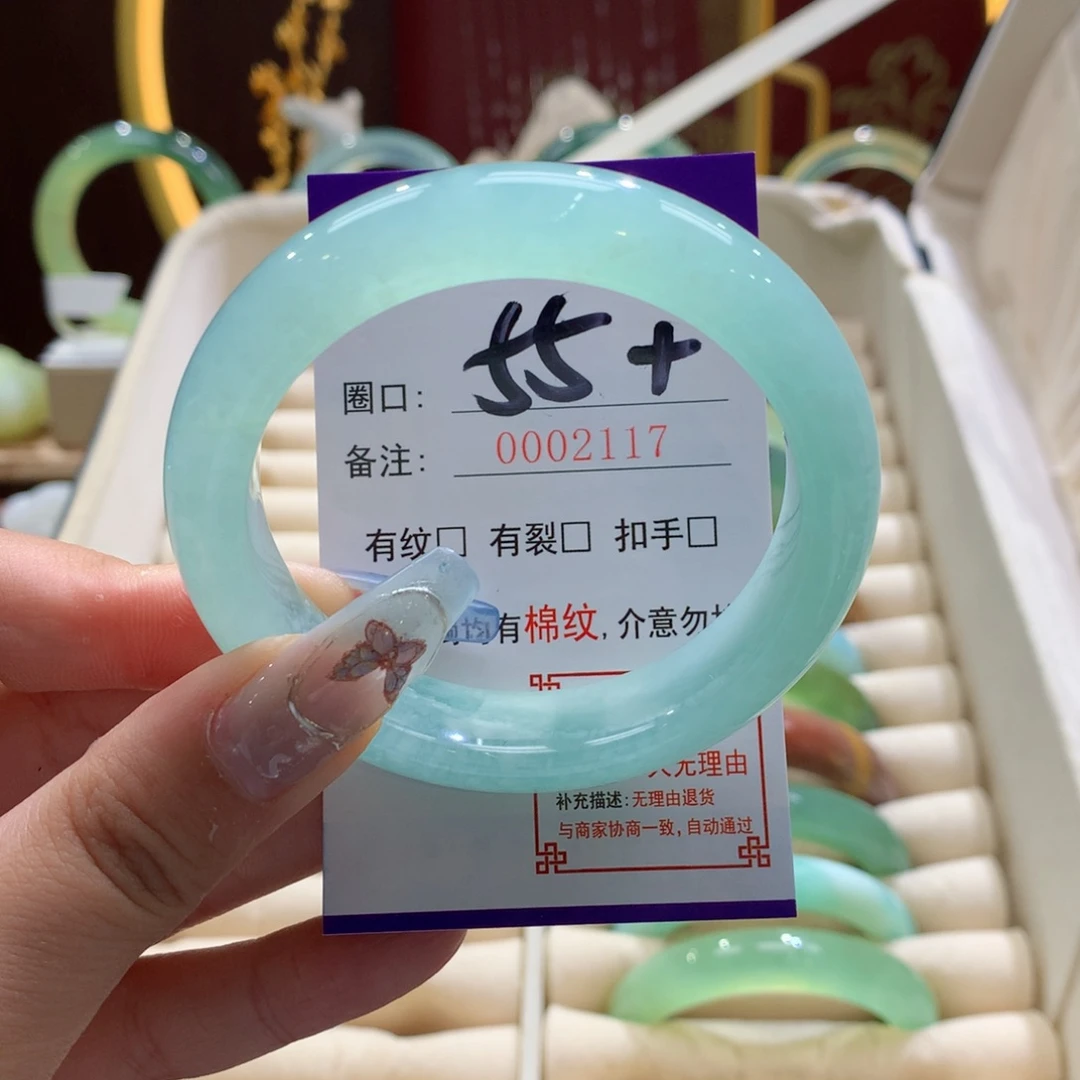 圈口: 55+
备注: 0002117
有纹□ 有裂□ 扣手□
均有棉纹,介意勿
天无理由
补充描述:无理由退货
与商家协商一致,自动通过